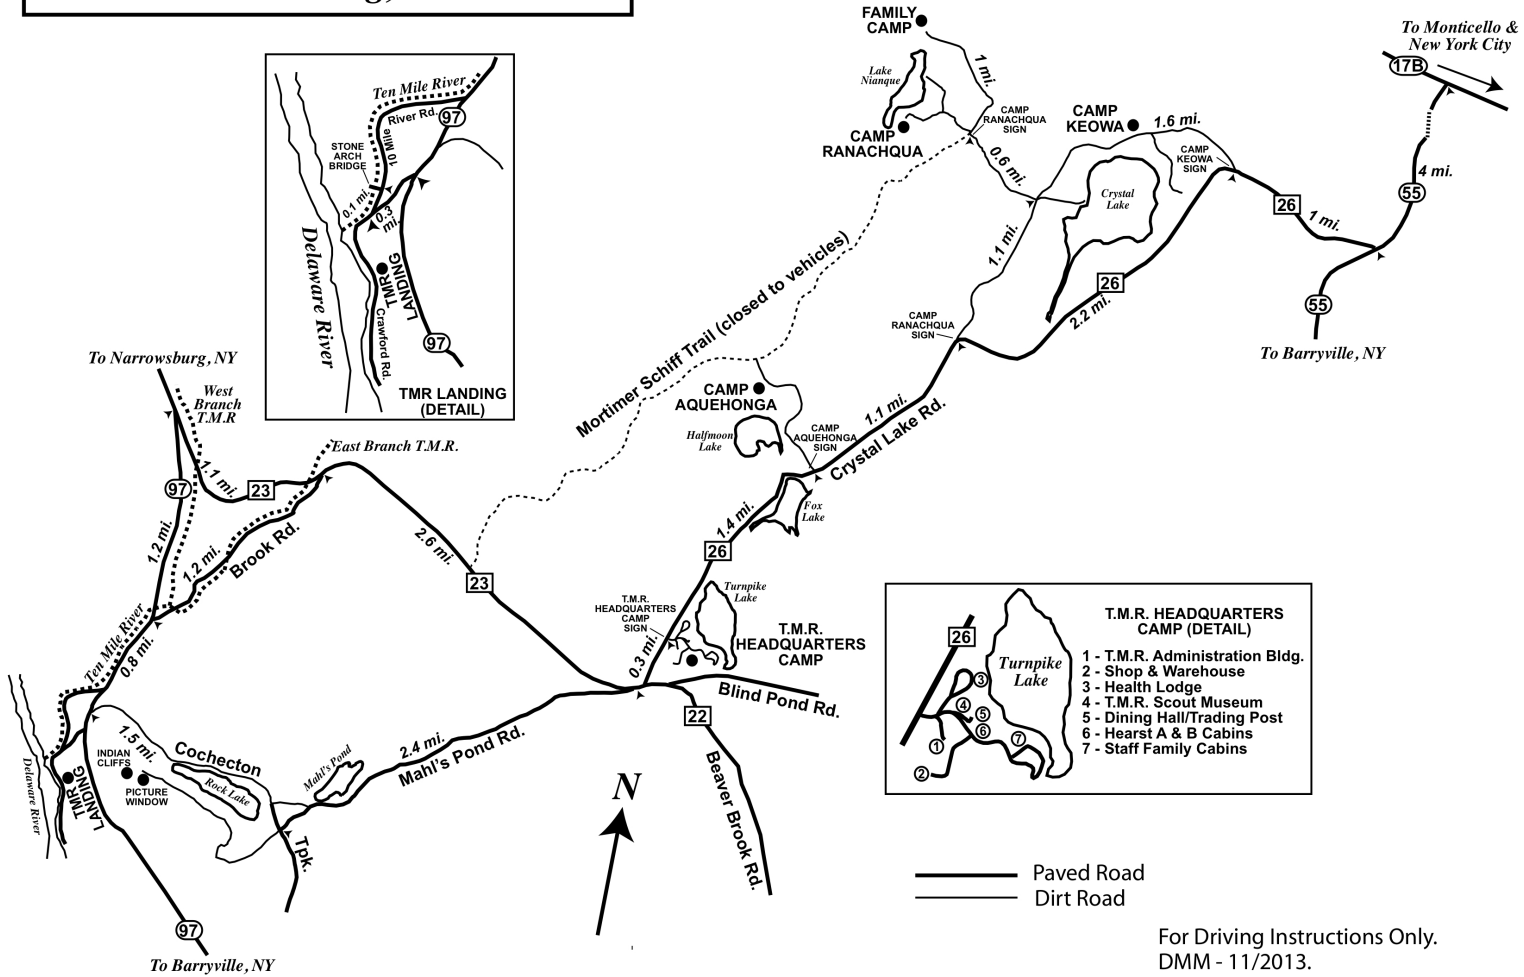 FAMILY
CAMP
To Monticello &
New York City
17B
Lake
Nianque
1 mi.
CAMP
RANACHQUA
SIGN
CAMP
RANACHQUA
CAMP
KEOWA
1.6 mi.
CAMP
KEOWA
SIGN
0.6 mi.
Crystal
Lake
4 mi.
55
26
1 mi.
1.1 mi.
26
2.2 mi.
55
To Barryville, NY
CAMP
RANACHQUA
SIGN
Mortimer Schiff Trail (closed to vehicles)
Ten Mile River
River Rd.
97
10 Mile
STONE
ARCH
BRIDGE
0.1 mi.
0.3
mi.
Delaware River
TMR
LANDING
Crawford Rd.
97
TMR LANDING
(DETAIL)
To Narrowsburg, NY
West
Branch
T.M.R
East Branch T.M.R.
97
1.1 mi.
23
1.2 mi.
1.2 mi.
Brook Rd.
2.6 mi.
23
CAMP
AQUEHONGA
Halfmoon
Lake
CAMP
AQUEHONGA
SIGN
1.1 mi.
Crystal Lake Rd.
Fox
Lake
1.4 mi.
26
Turnpike
Lake
T.M.R.
HEADQUARTERS
CAMP
SIGN
0.3 mi.
T.M.R.
HEADQUARTERS
CAMP
Blind Pond Rd.
22
Beaver Brook Rd.
Ten Mile River
0.8 mi.
1.5 mi.
Cochecton
INDIAN
CLIFFS
PICTURE
WINDOW
Rock Lake
Mahl's Pond
2.4 mi.
Mahl's Pond Rd.
Tpk.
Delaware River
TMR
LANDING
97
To Barryville, NY
N
26
Turnpike
Lake
3
4
5
6
7
1
2
T.M.R. HEADQUARTERS
CAMP (DETAIL)
1 - T.M.R. Administration Bldg.
2 - Shop & Warehouse
3 - Health Lodge
4 - T.M.R. Scout Museum
5 - Dining Hall/Trading Post
6 - Hearst A & B Cabins
7 - Staff Family Cabins
Paved Road
Dirt Road
For Driving Instructions Only.
DMM - 11/2013.